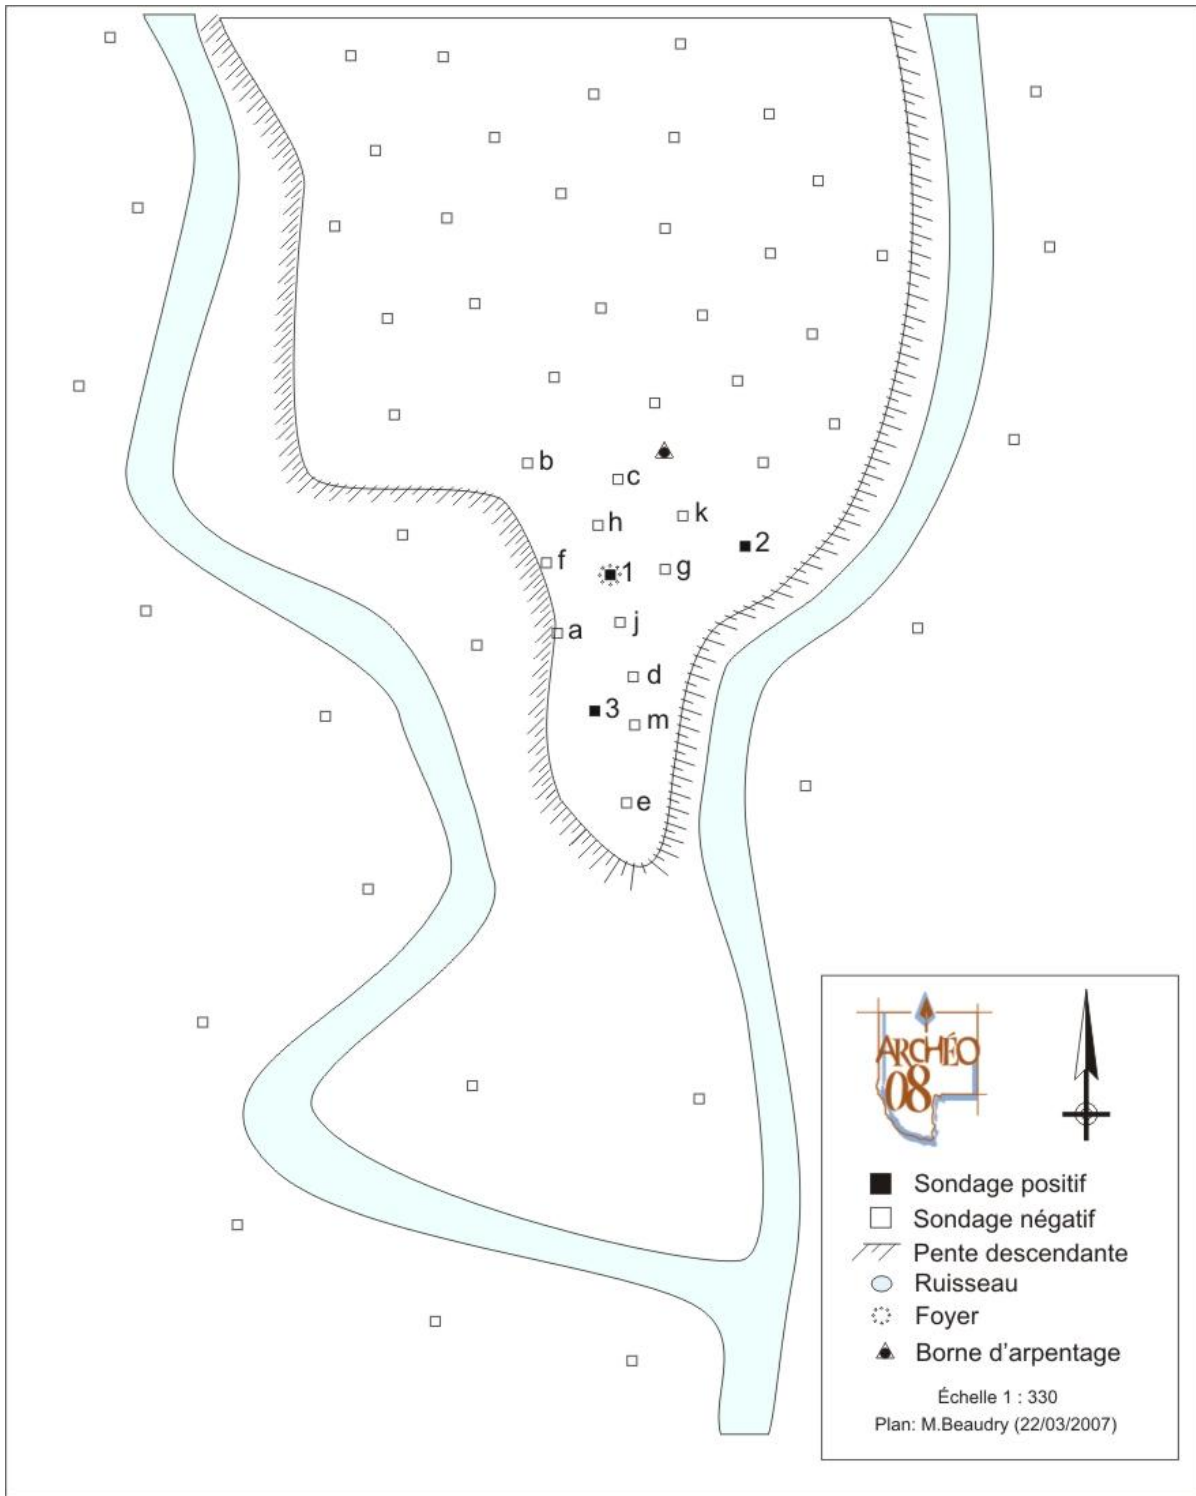 b
c
k
h
2
f
g
1
j
a
d
3
m
e
ARCHÉO
08
Sondage positif
Sondage négatif
Pente descendante
Ruisseau
Foyer
Borne d'arpentage
Échelle 1 : 330
Plan: M.Beaudry (22/03/2007)